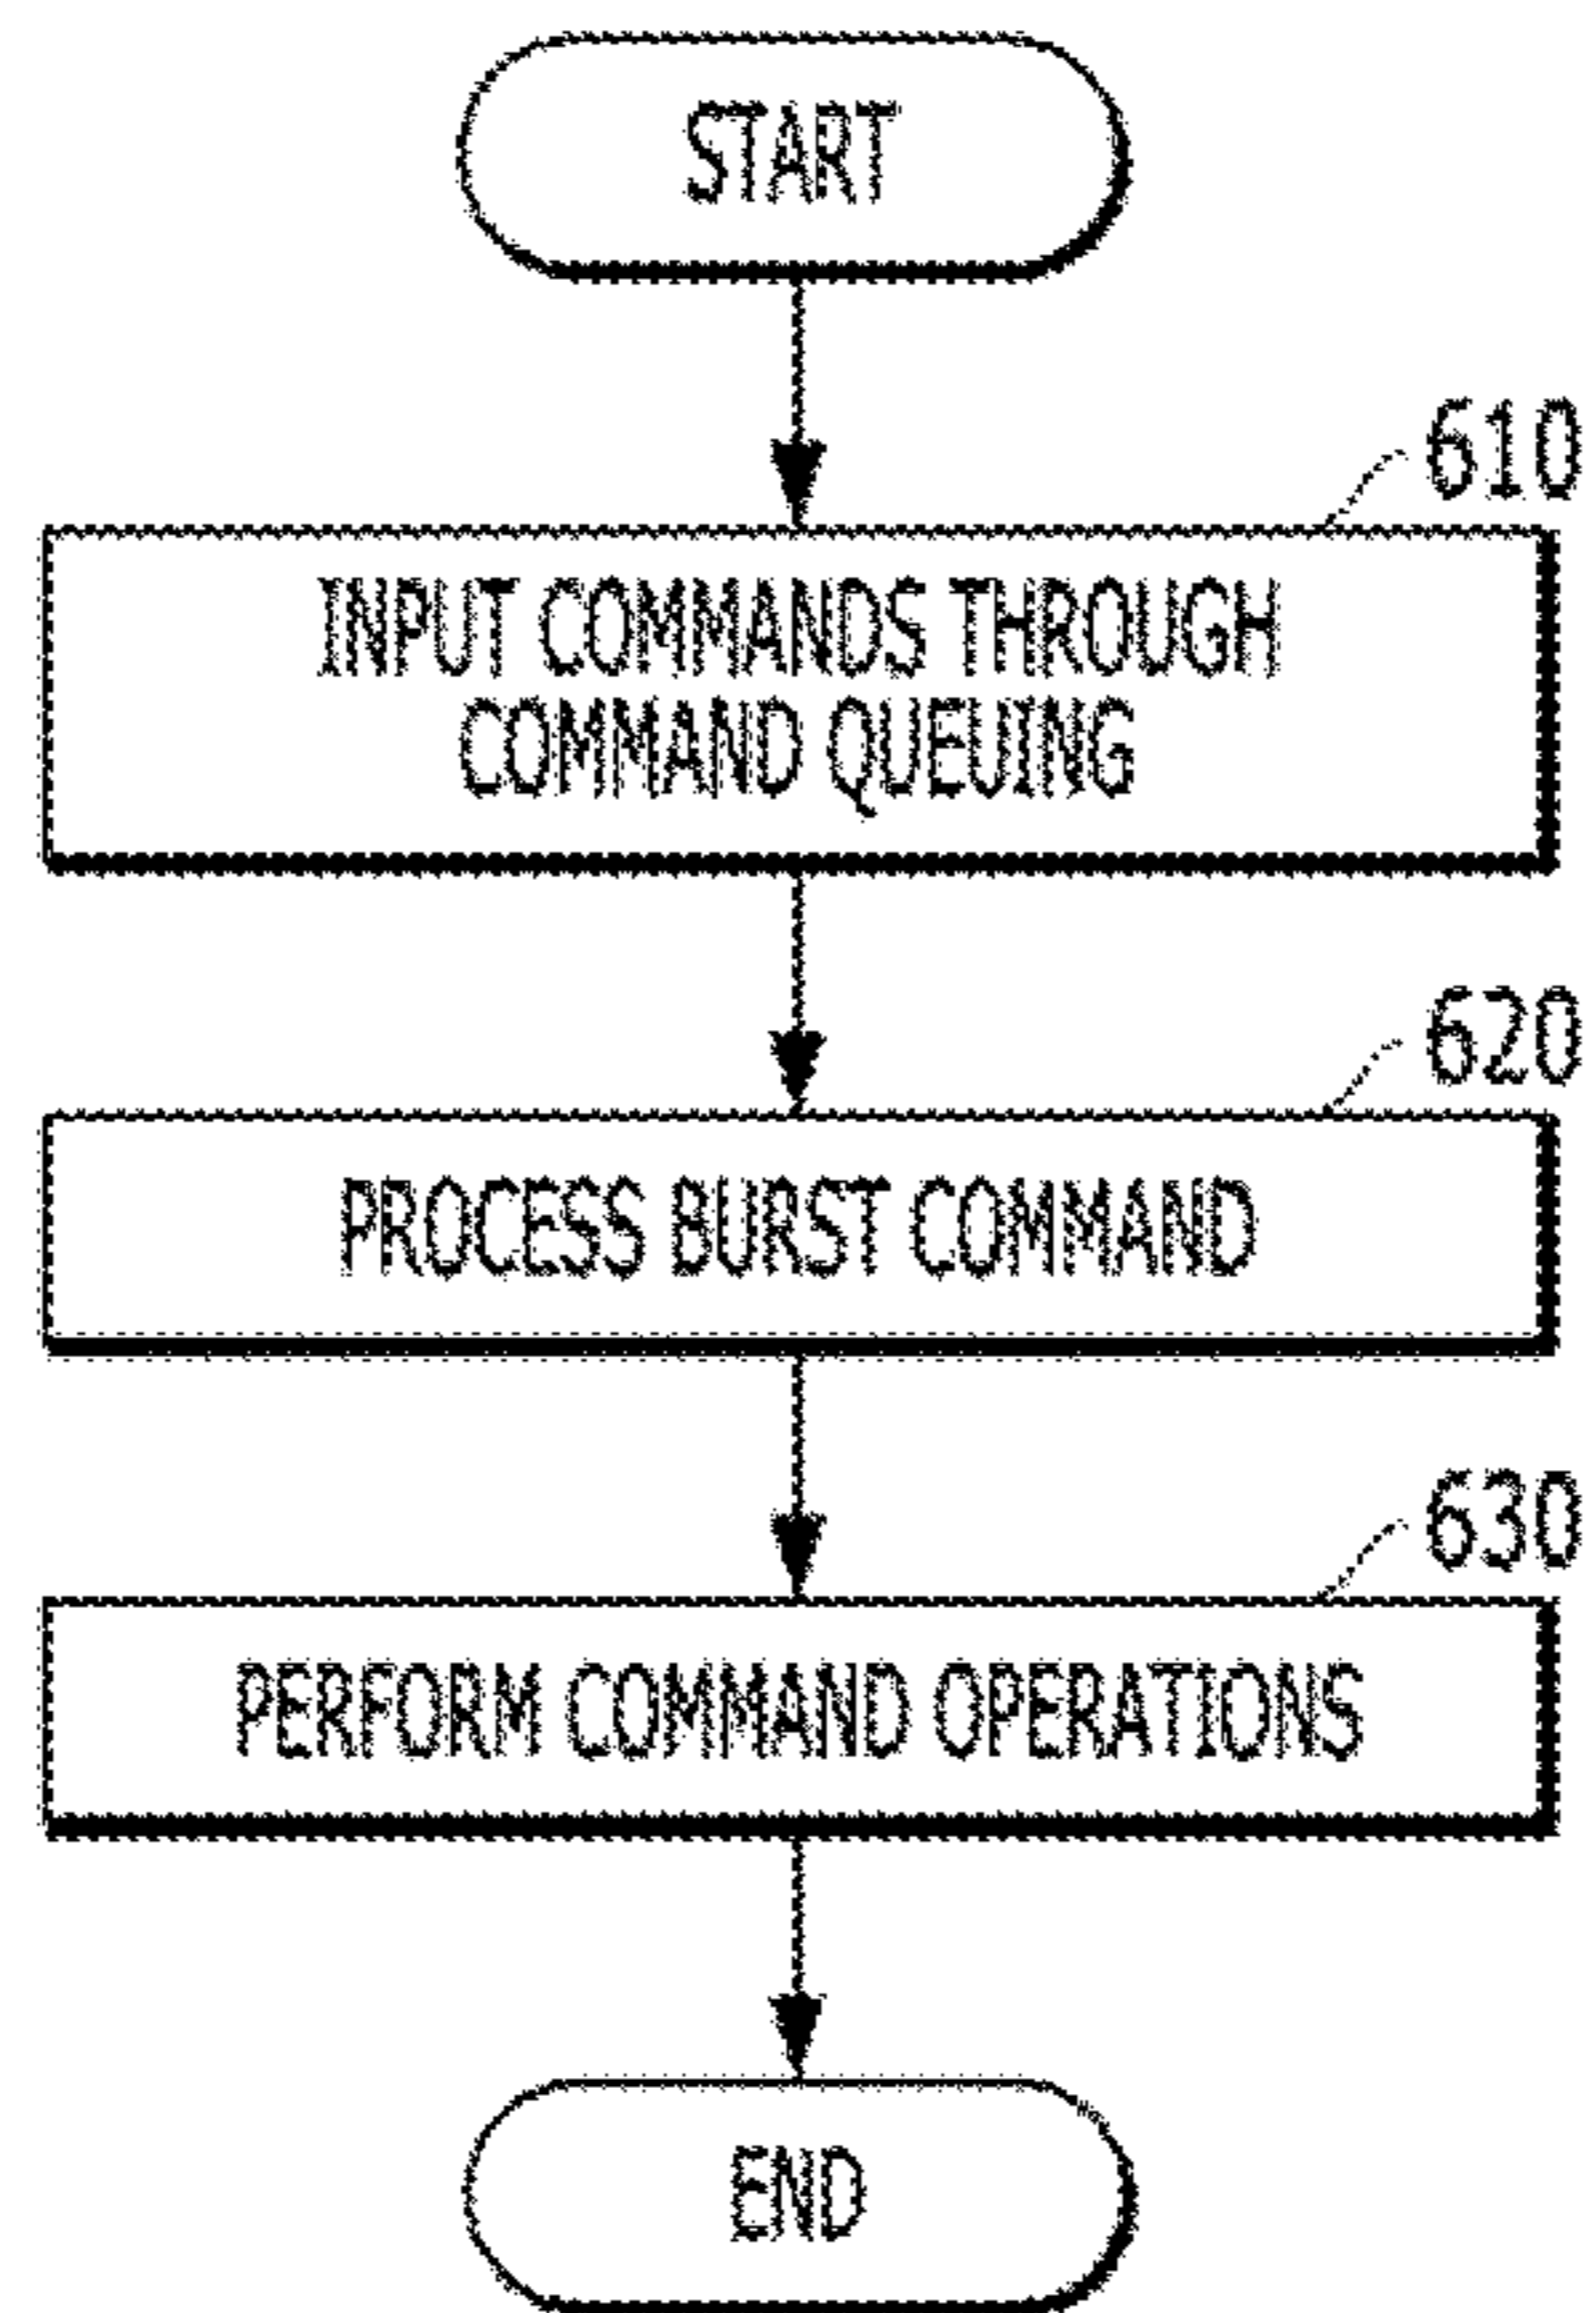 START
610
INPUT COMMANDS THROUGH
COMMAND QUEUING
620
PROCESS BURST COMMAND
630
PERFORM COMMAND OPERATIONS
END